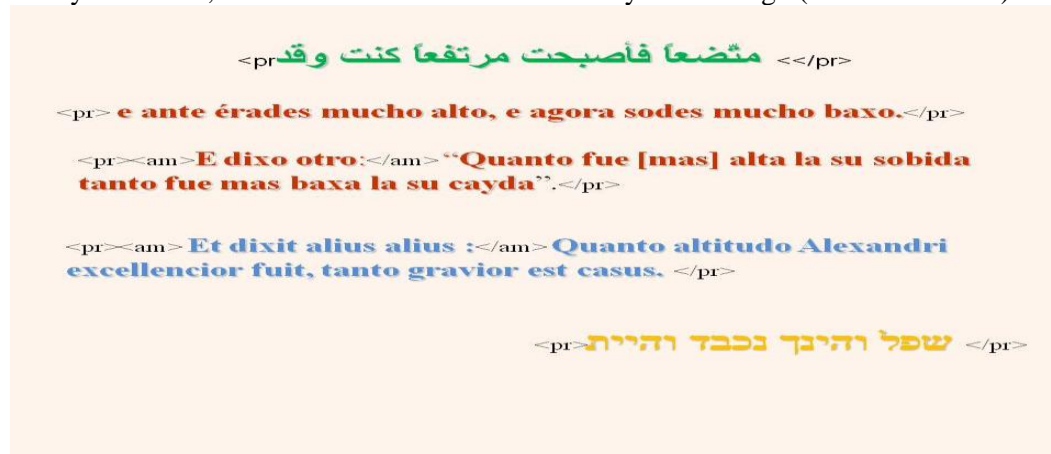 <prمتّضعاً فأصبحت مرتفعاً كنت وقد <</pr>
<pr> e ante érades mucho alto, e agora sodes mucho baxo.</pr>
<pr><am>E dixo otro:</am>“Quanto fue [mas] alta la su sobida
tanto fue mas baxa la su cayda”.</pr>
<pr><am>Et dixit alius alius :</am>Quanto altitudo Alexandri
excellencior fuit, tanto gravior est casus. </pr>
<pr>שפל והינך נכבד והיית </pr>